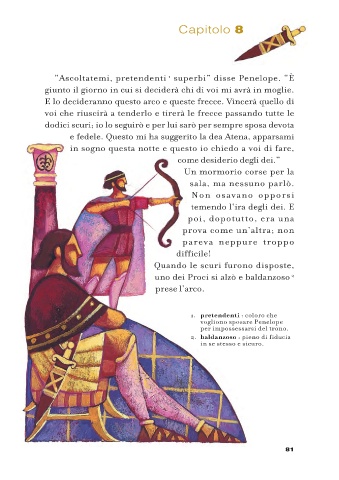 Capitolo 8
"Ascoltatemi, pretendenti ¹ superbi" disse Penelope. "È
giunto il giorno in cui si deciderà chi di voi mi avrà in moglie.
E lo decideranno questo arco e queste frecce. Vincerà quello di
voi che riuscirà a tenderlo e tirerà le frecce passando tutte le
dodici scuri; io lo seguirò e per lui sarò per sempre sposa devota
e fedele. Questo mi ha suggerito la dea Atena, apparsami
in sogno questa notte e questo io chiedo a voi di fare,
come desiderio degli dei."
Un mormorio corse per la
sala, ma nessuno parlò.
Non osavano opporsi
temendo l'ira degli dei. E
poi, dopotutto, era una
prova come un'altra; non
pareva neppure troppo
difficile!
Quando le scuri furono disposte,
uno dei Proci si alzò e baldanzoso ²
prese l'arco.
1. pretendenti : coloro che
vogliono sposare Penelope
per impossessarsi del trono.
2. baldanzoso : pieno di fiducia
in se stesso e sicuro.
81